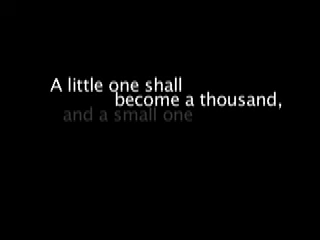 A little one shall
become a thousand,
and a small one